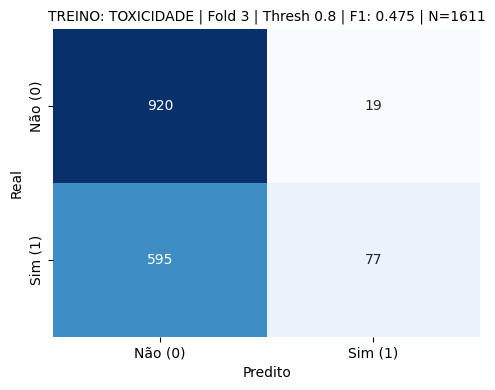 TREINO: TOXICIDADE | Fold 3 | Thresh 0.8 | F1: 0.475 | N=1611
Real
Não (0)
920
19
Sim (1)
595
77
Não (0)
Sim (1)
Predito